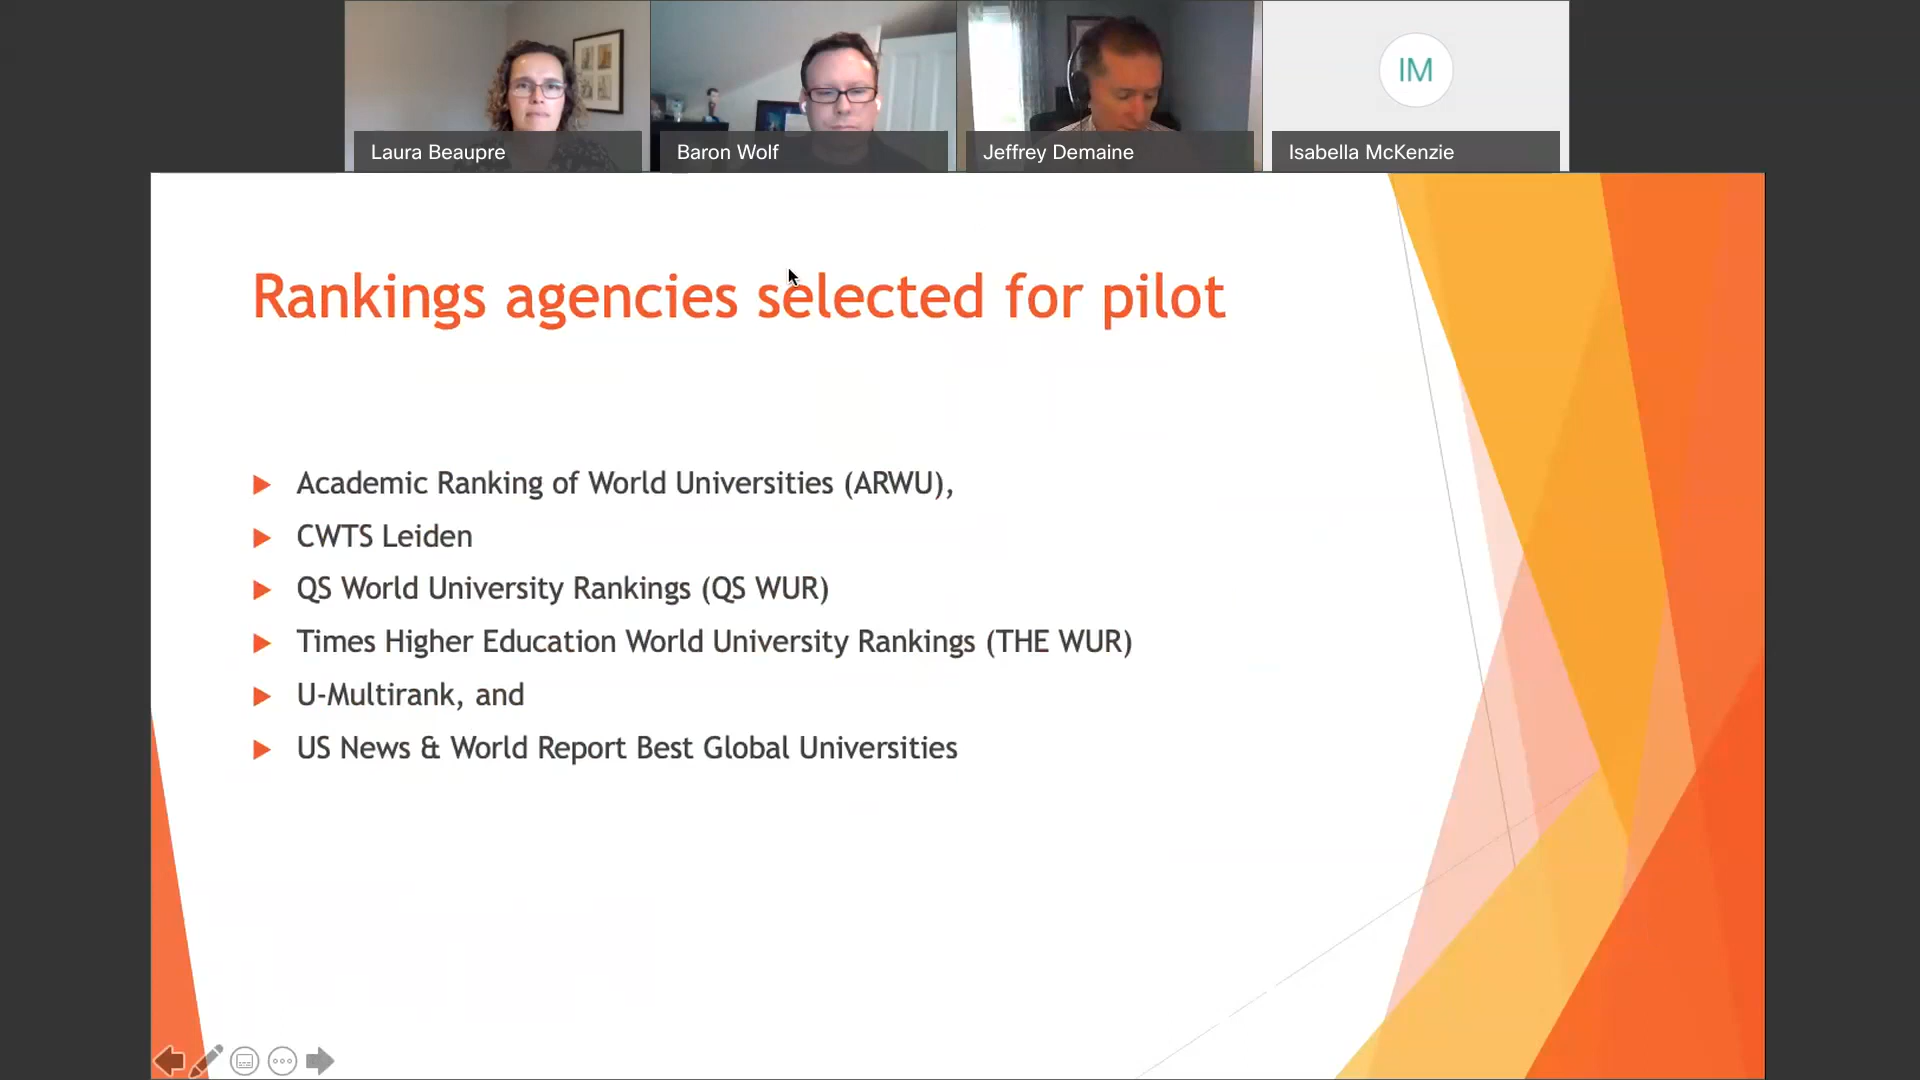 IM
Laura Beaupre
Baron Wolf
Jeffrey Demaine
Isabella McKenzie
Rankings agencies selected for pilot
Academic Ranking of World Universities (ARWU),
CWTS Leiden
QS World University Rankings (QS WUR)
Times Higher Education World University Rankings (THE WUR)
U-Multirank, and
US News & World Report Best Global Universities